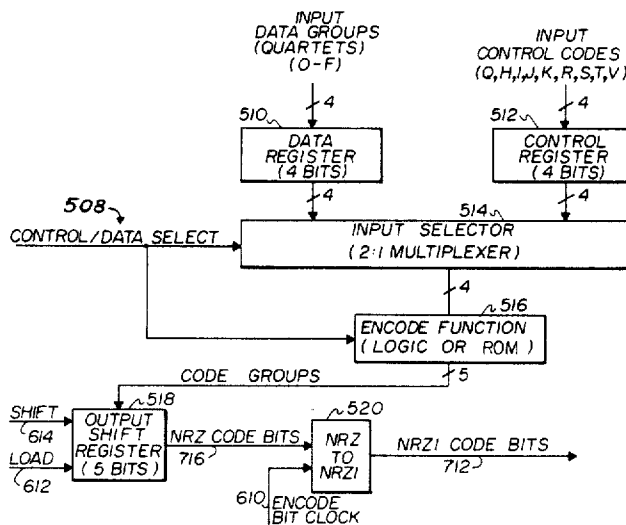 INPUT
DATA GROUPS
(QUARTETS)
(0-F)
INPUT
CONTROL CODES
(Q,H,I,J,K,R,S,T,V)
4
4
510
512
DATA
REGISTER
(4 BITS)
CONTROL
REGISTER
(4 BITS)
4
4
508
514
CONTROL/DATA SELECT
INPUT SELECTOR
(2:1 MULTIPLEXER)
4
516
ENCODE FUNCTION
(LOGIC OR ROM)
CODE GROUPS
5
518
520
SHIFT
614
LOAD
612
OUTPUT
SHIFT
REGISTER
(5 BITS)
NRZ CODE BITS
716
NRZ
TO
NRZI
NRZI CODE BITS
712
610
ENCODE
BIT CLOCK